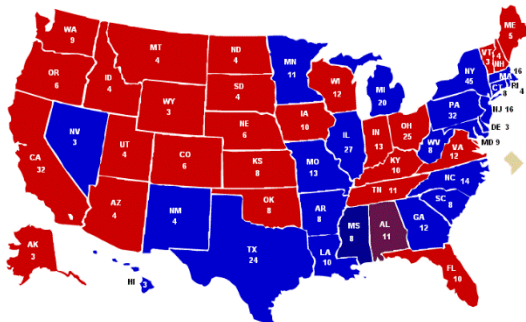 WA
9
OR
6
CA
32
NV
3
ID
4
MT
4
WY
3
UT
4
AZ
4
CO
6
NM
4
ND
4
SD
NE
6
KS
8
OK
8
TX
24
MN
11
IA
10
MO
13
AR
8
LA
10
WI
12
IL
27
MI
20
IN
13
OH
25
KY
10
TN 11
MS
8
AL
11
GA
12
FL
10
SC
8
NC 14
VA
12
WV
8
PA
32
NY
45
VT
3
4
NH
ME
5
16
MA
RI
4
CT
8
NJ 16
DE 3
MD 9
AK
3
HI
3